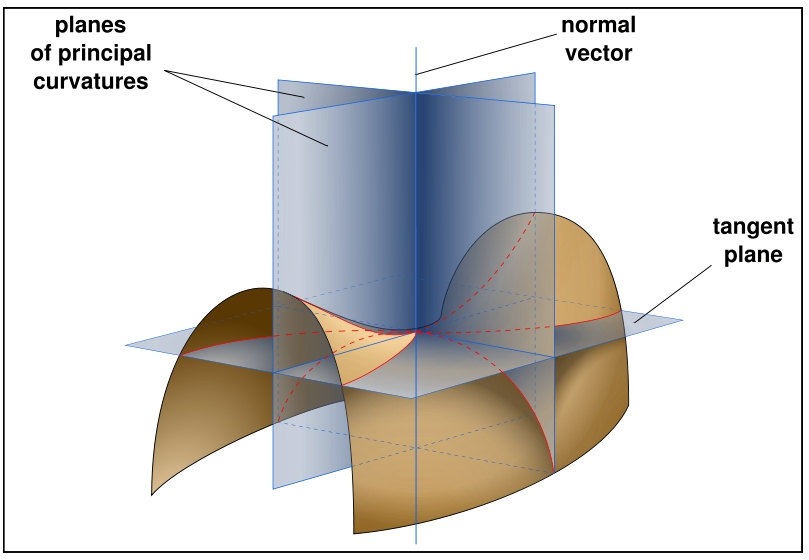 planes
of principal
curvatures
normal
vector
tangent
plane